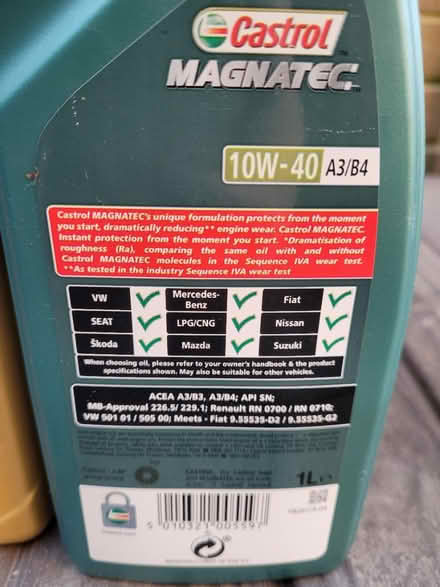 Castrol
MAGNATEC
10W-40 A3/B4
Castrol MAGNATEC's unique formulation protects from the moment
you start, dramatically reducing** engine wear. Castrol MAGNATEC.
Instant protection from the moment you start. *Dramatisation of
roughness (Ra), comparing the same oil with and without
Castrol MAGNATEC molecules in the Sequence IVA wear test.
**As tested in the industry Sequence IVA wear test
VW ✓ Mercedes-
Benz ✓ Fiat ✓
SEAT ✓ LPG/CNG ✓ Nissan ✓
Škoda ✓ Mazda ✓ Suzuki ✓
When choosing oil, please refer to your owner's handbook & the product
specifications shown. May also be suitable for other vehicles.
ACEA A3/B3, A3/B4; API SN;
MB-Approval 226.5/ 229.1; Renault RN 0700 / RN 0710;
VW 501 01 / 505 00; Meets - Fiat 9.55535-D2 / 9.55535-G2
1L
5 010321 005597